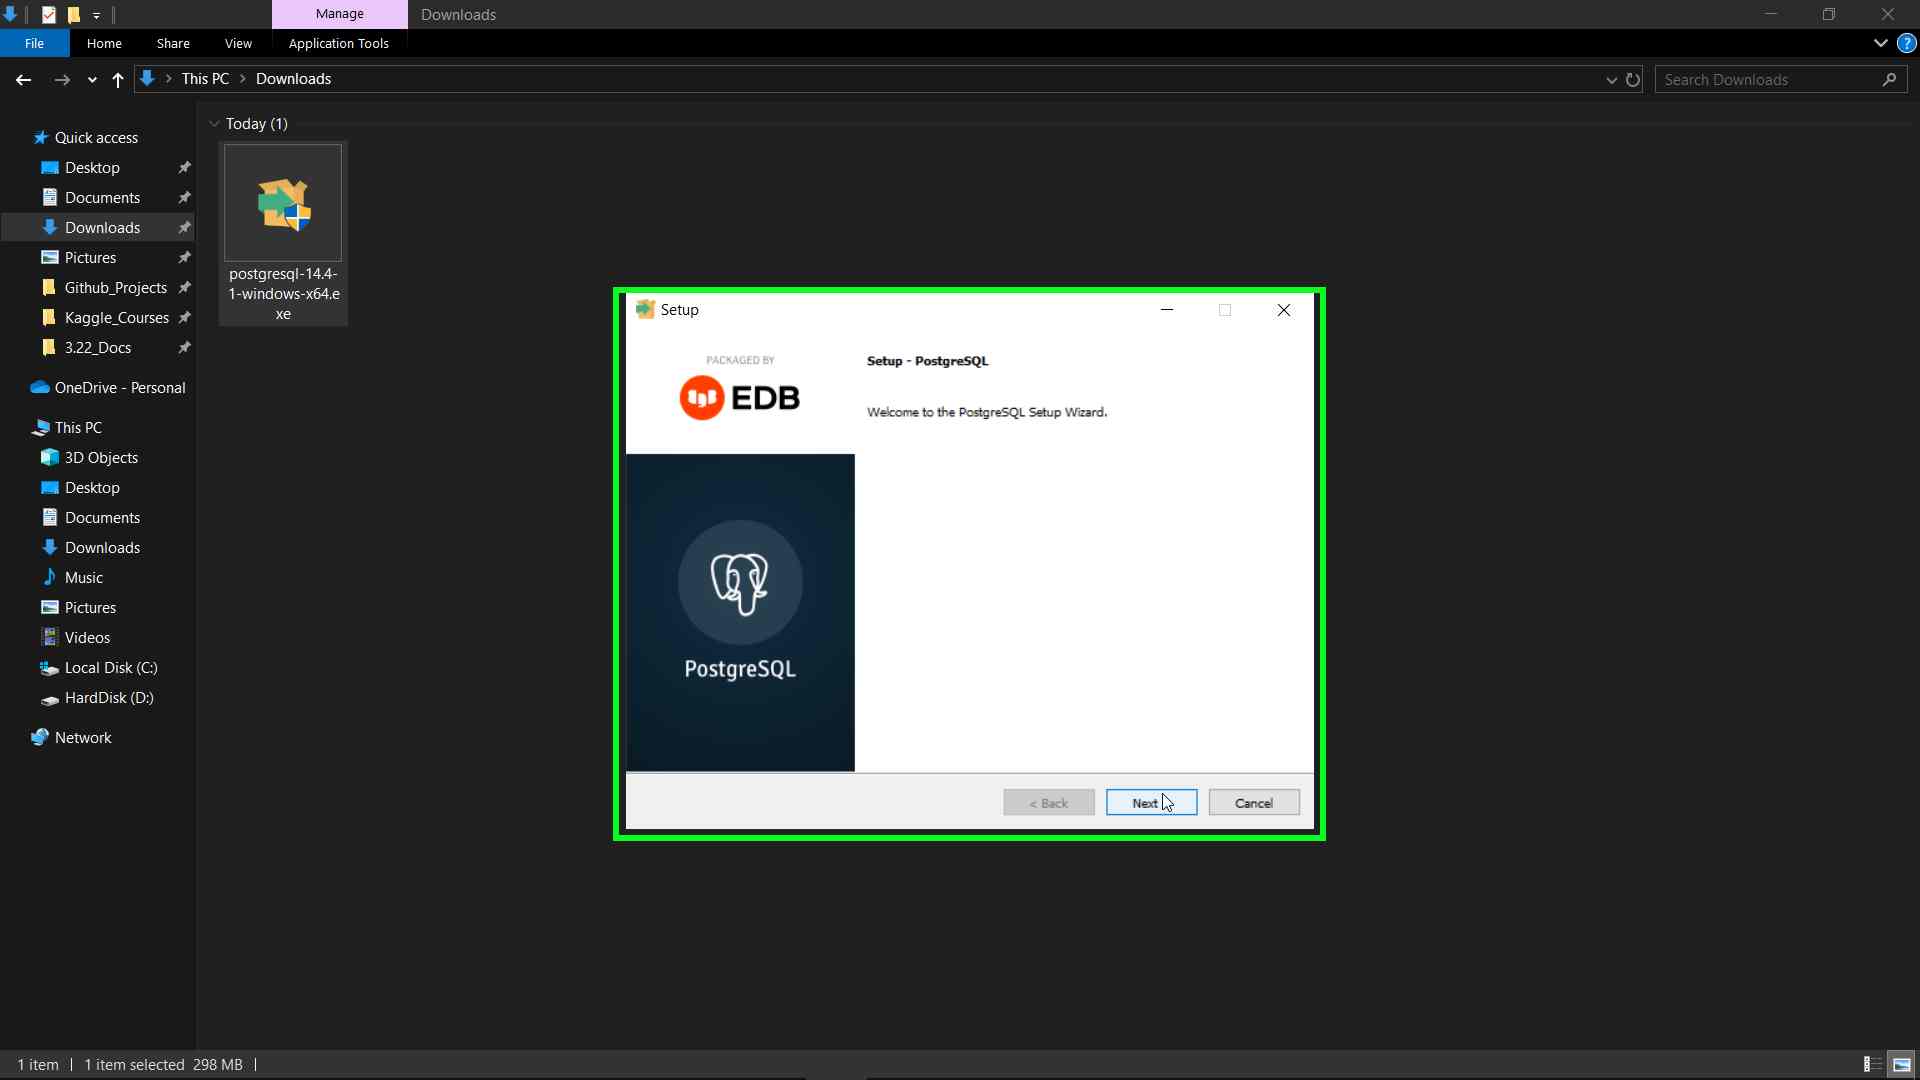 Manage
Downloads
File
Home
Share
View
Application Tools
?
This PC > Downloads
Search Downloads
Quick access
Desktop
Documents
Downloads
Pictures
Github_Projects
Kaggle_Courses
3.22_Docs
OneDrive - Personal
This PC
3D Objects
Desktop
Documents
Downloads
Music
Pictures
Videos
Local Disk (C:)
HardDisk (D:)
Network
Today (1)
postgresql-14.4-
1-windows-x64.e
xe
Setup
PACKAGED BY
EDB
PostgreSQL
Setup - PostgreSQL
Welcome to the PostgreSQL Setup Wizard.
< Back
Next
Cancel
1 item
1 item selected 298 MB